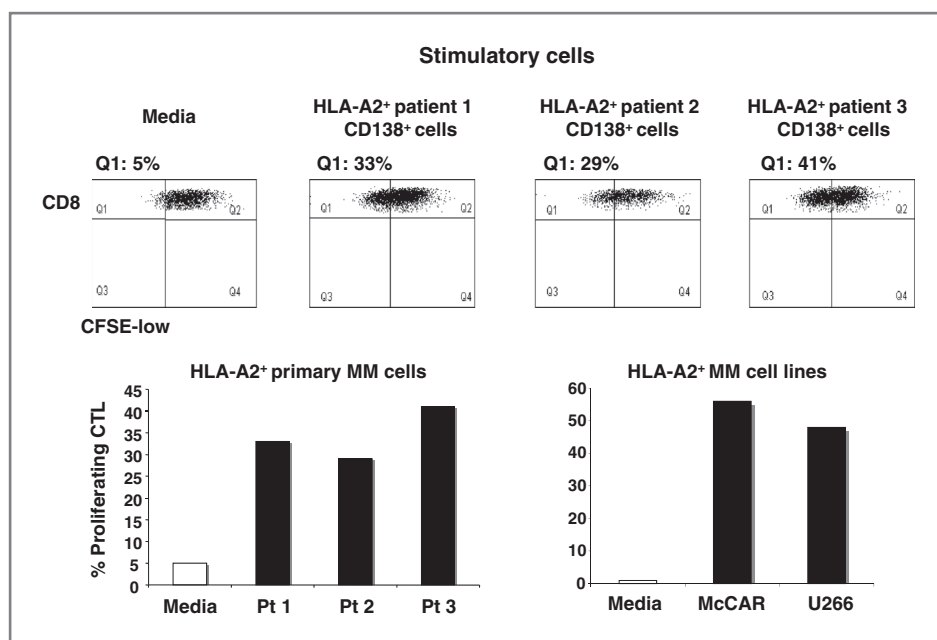 Stimulatory cells
Media
HLA-A2+ patient 1
CD138+ cells
HLA-A2+ patient 2
CD138+ cells
HLA-A2+ patient 3
CD138+ cells
Q1: 5%
Q1: 33%
Q1: 29%
Q1: 41%
CD8
Q1 Q2
Q3 Q4
Q1 Q2
Q3 Q4
Q1 Q2
Q3 Q4
Q1 Q2
Q3 Q4
CFSE-low
HLA-A2+ primary MM cells
% Proliferating CTL
45
40
35
30
25
20
15
10
5
0
Media Pt 1 Pt 2 Pt 3
HLA-A2+ MM cell lines
60
50
40
30
20
10
0
Media McCAR U266